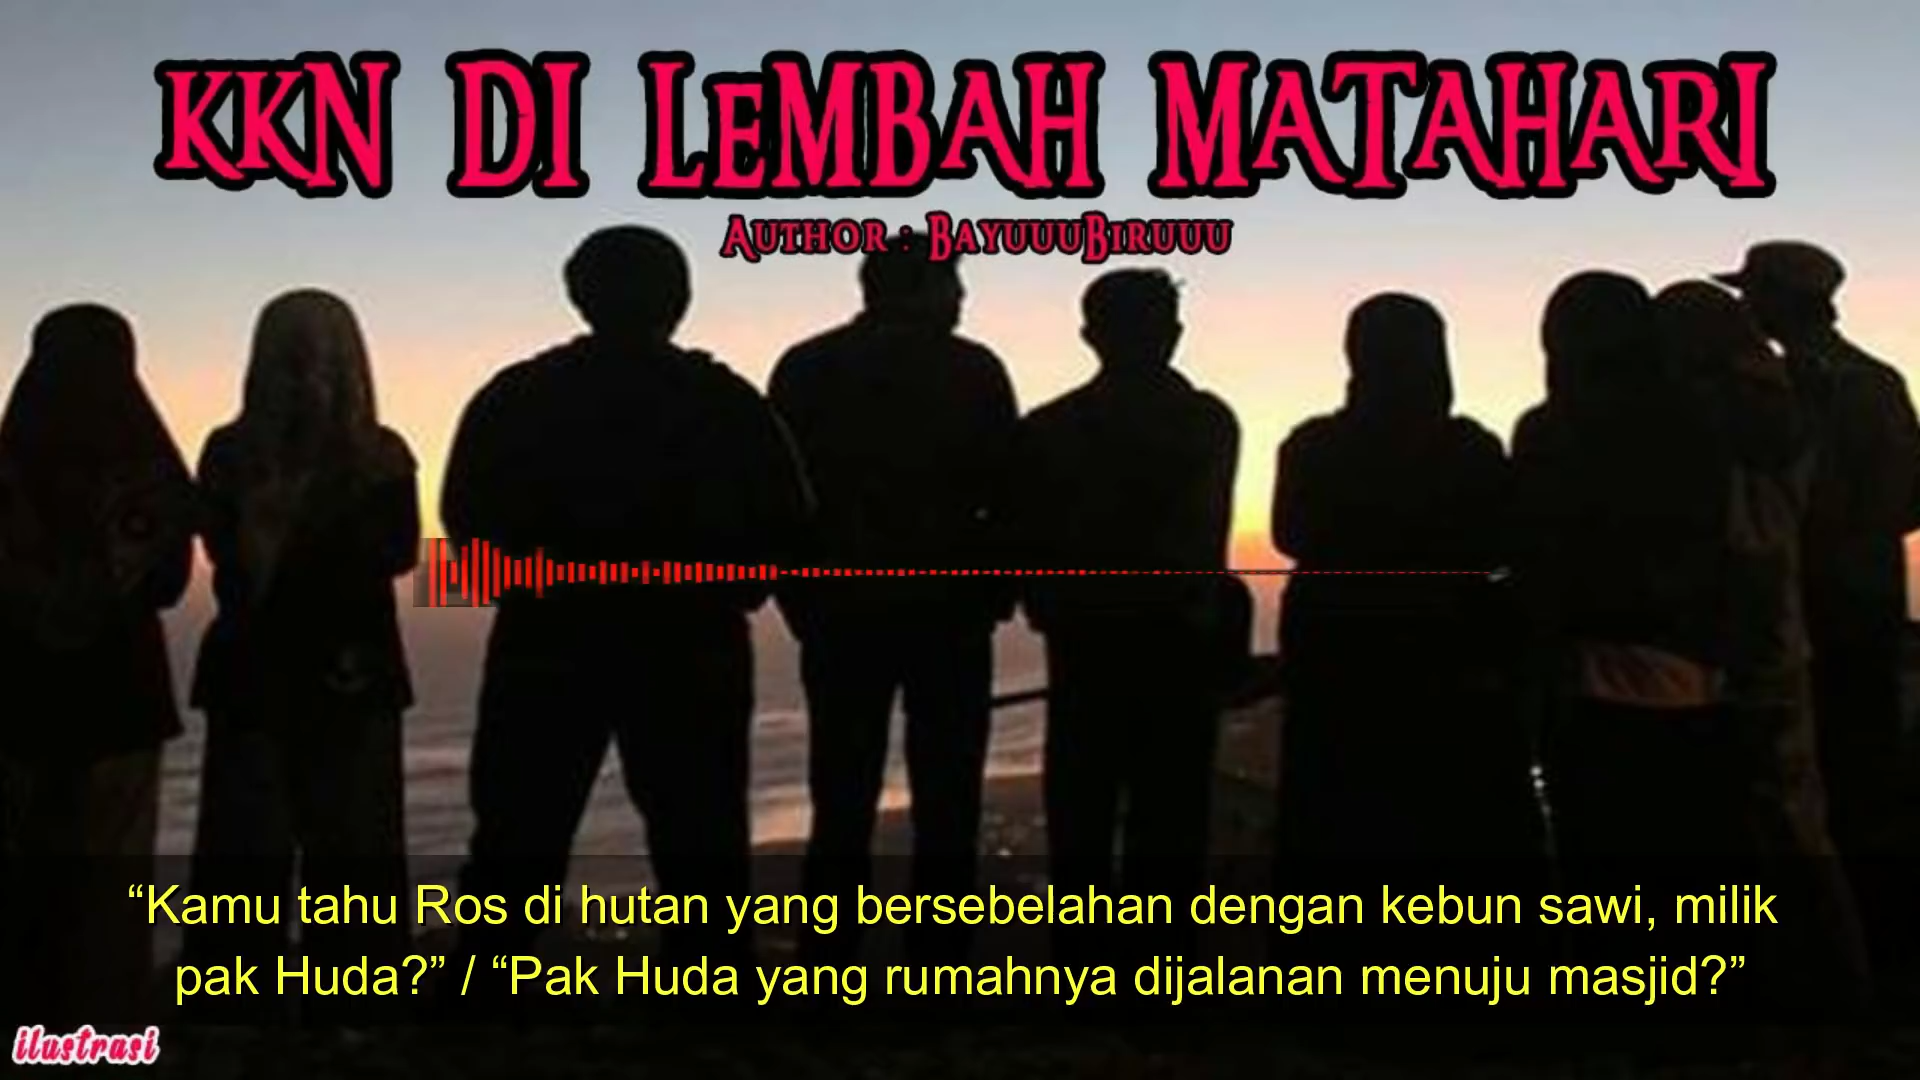 KKN DI LEMBAH MATAHARI
AUTHOR : BAYUUUBIRUUU
“Kamu tahu Ros di hutan yang bersebelahan dengan kebun sawi, milik
pak Huda?” / “Pak Huda yang rumahnya dijalanan menuju masjid?”
ilustrasi